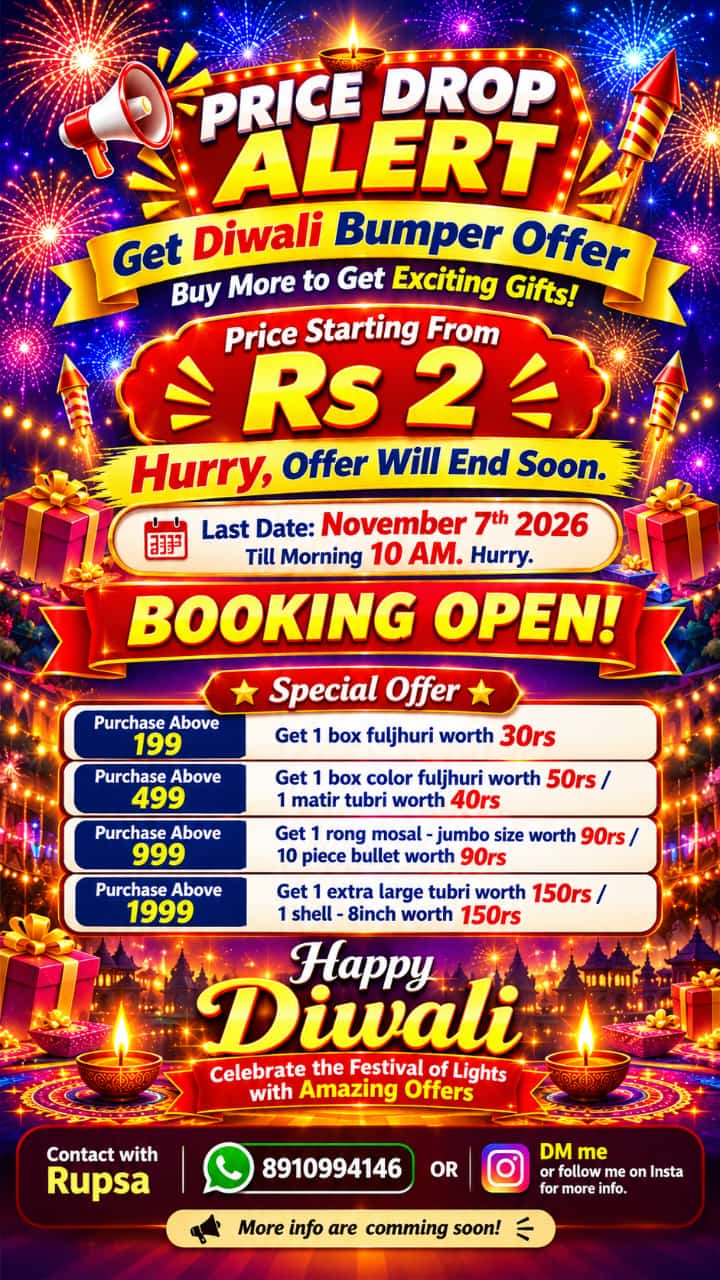 PRICE DROP
ALERT
Get Diwali Bumper Offer
Buy More to Get Exciting Gifts!
Price Starting From
Rs 2
Hurry, Offer Will End Soon.
Last Date: November 7th 2026
Till Morning 10 AM. Hurry.
BOOKING OPEN!
Special Offer
Purchase Above
199
Get 1 box fuljhuri worth 30rs
Purchase Above
499
Get 1 box color fuljhuri worth 50rs /
1 matir tubri worth 40rs
Purchase Above
999
Get 1 rong mosal - jumbo size worth 90rs /
10 piece bullet worth 90rs
Purchase Above
1999
Get 1 extra large tubri worth 150rs /
1 shell - 8inch worth 150rs
Happy
Diwali
Celebrate the Festival of Lights
with Amazing Offers
Contact with
Rupsa
8910994146
OR
DM me
or follow me on Insta
for more info.
More info are comming soon!